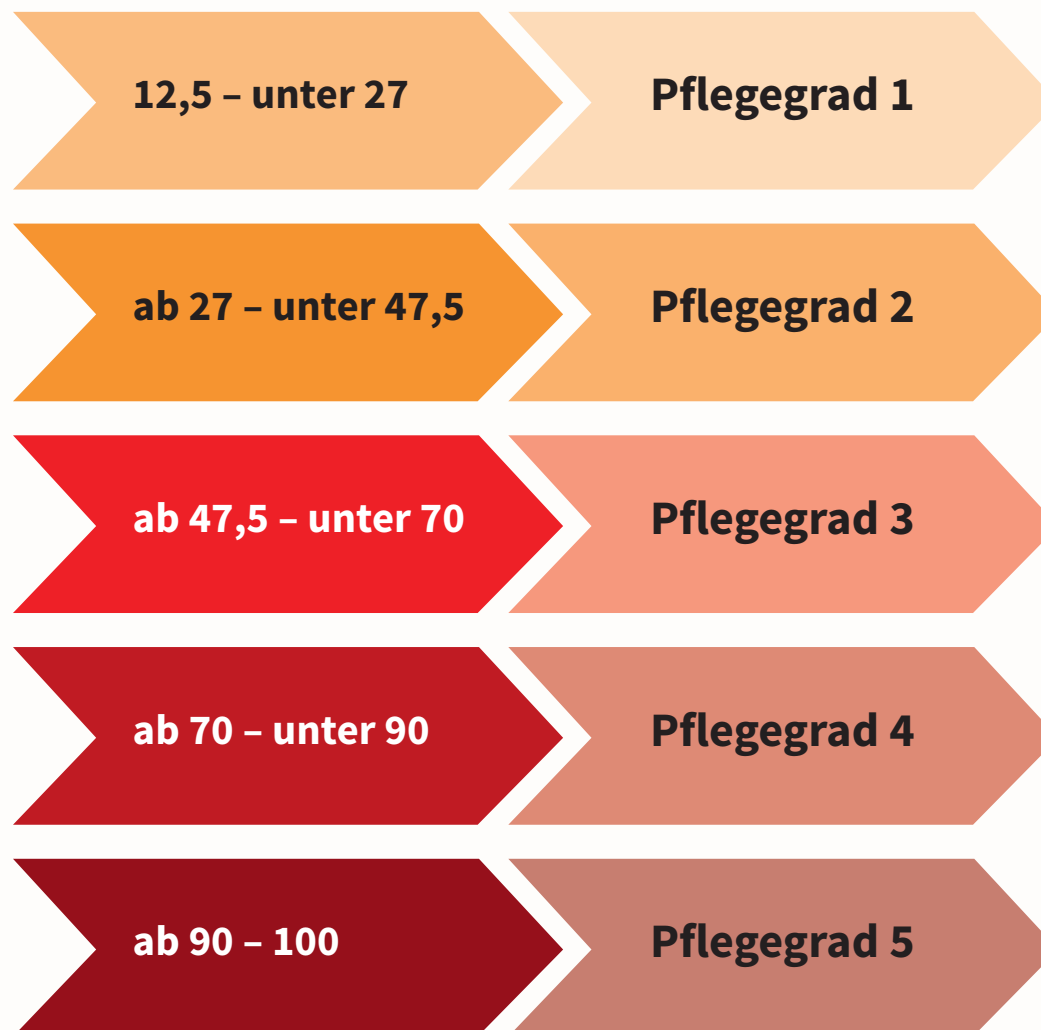 12,5 – unter 27
Pflegegrad 1
ab 27 – unter 47,5
Pflegegrad 2
ab 47,5 – unter 70
Pflegegrad 3
ab 70 – unter 90
Pflegegrad 4
ab 90 – 100
Pflegegrad 5